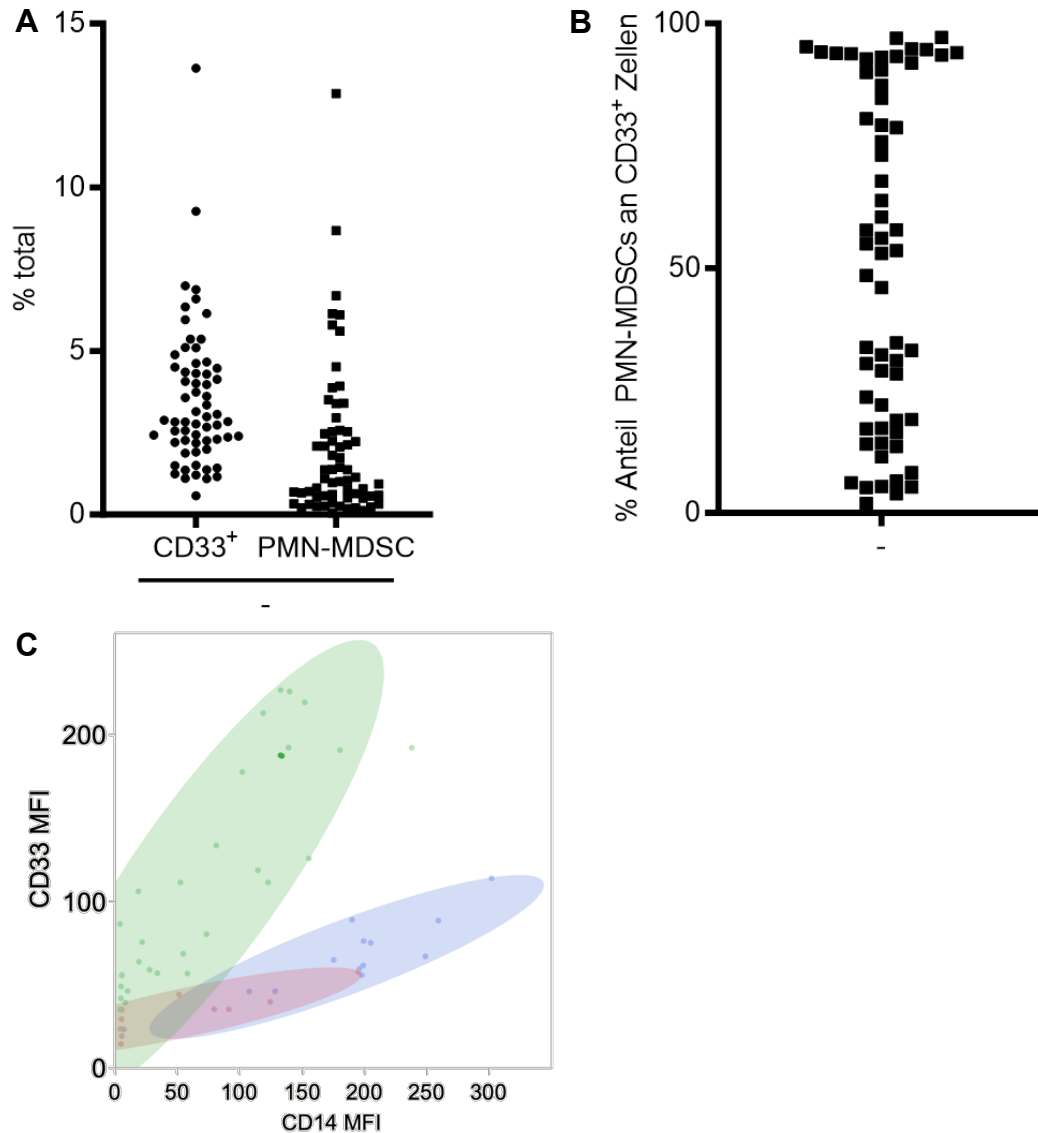 A
15
10
5
0
% total
CD33⁺ PMN-MDSC
-
B
100
50
0
% Anteil PMN-MDSCs an CD33⁺ Zellen
-
C
200
100
0
CD33 MFI
0 50 100 150 200 250 300
CD14 MFI